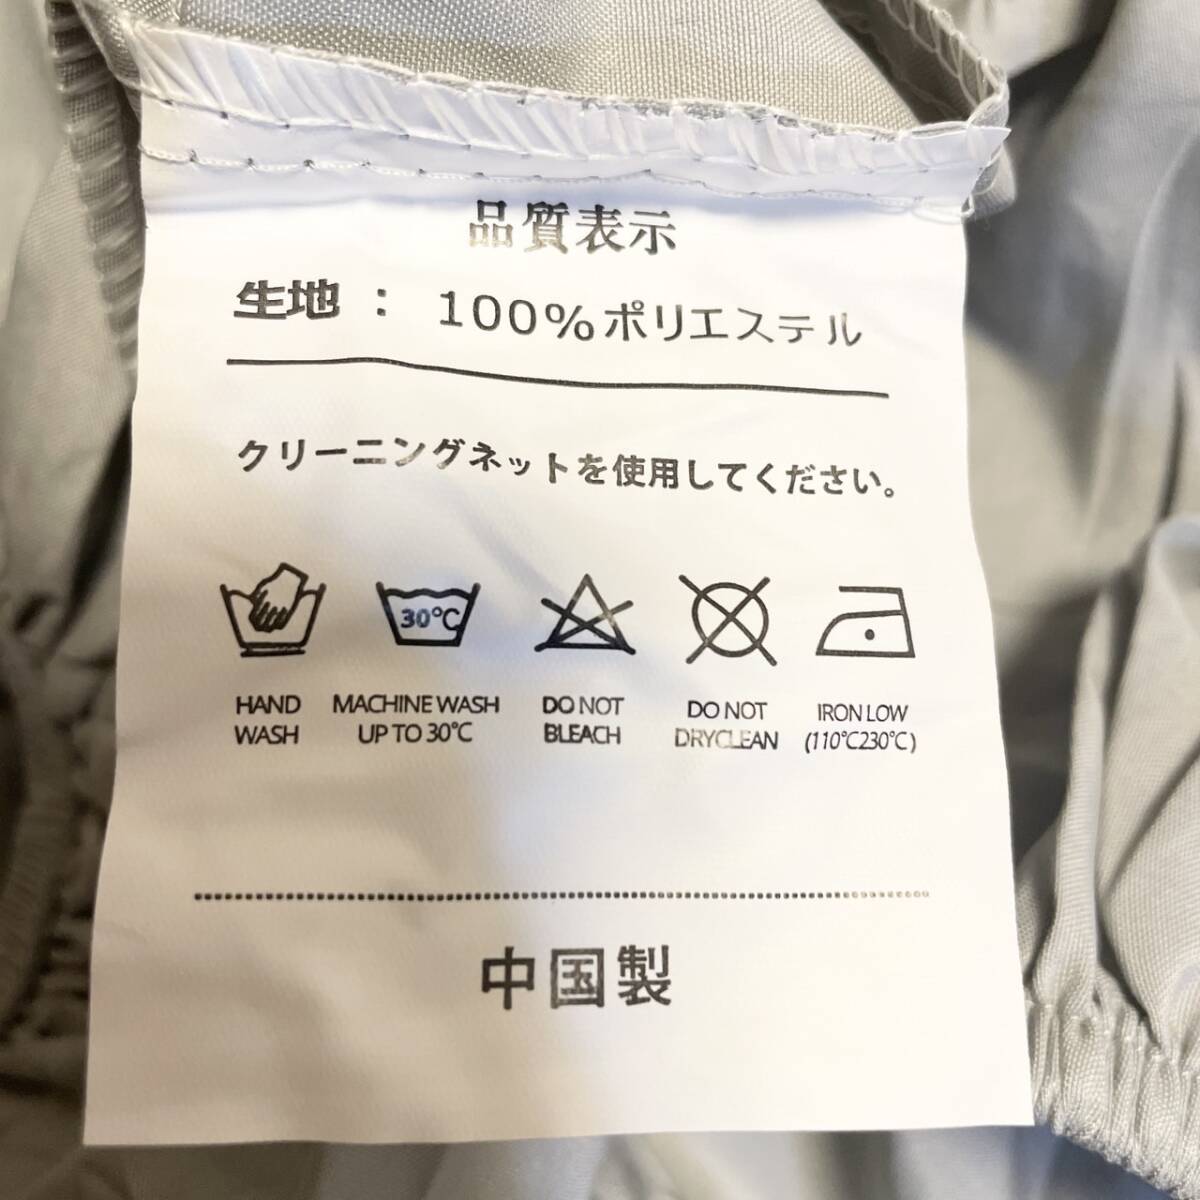 品質表示
生地 : 100%ポリエステル
クリーニングネットを使用してください。
30℃
HAND WASH
MACHINE WASH UP TO 30℃
DO NOT BLEACH
DO NOT DRYCLEAN
IRON LOW (110℃230℃)
中国製